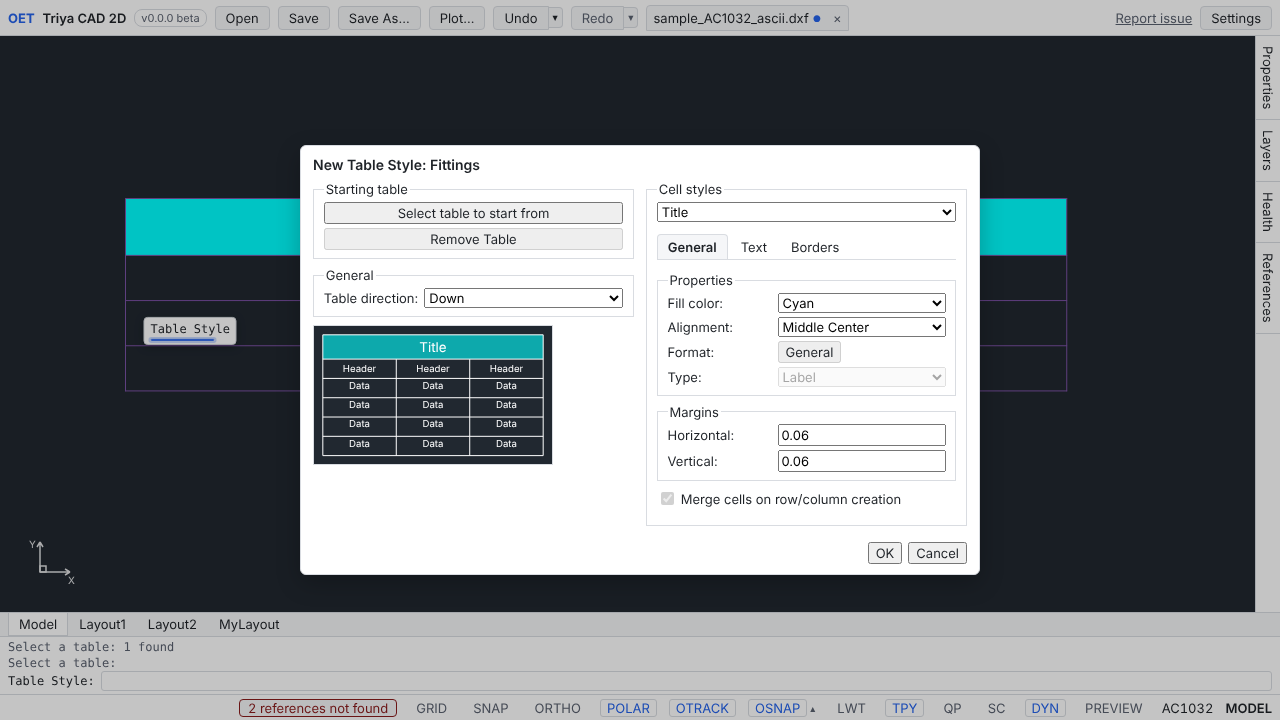 OET Triya CAD 2D v0.0.0 beta Open Save Save As... Plot... Undo ▾ Redo ▾ sample_AC1032_ascii.dxf ● × Report issue Settings
Properties
Layers
Health
References
New Table Style: Fittings
Starting table
Select table to start from
Remove Table
General
Table direction: Down
Title
Header Header Header
Data Data Data
Data Data Data
Data Data Data
Data Data Data
Cell styles
Title
General Text Borders
Properties
Fill color: Cyan
Alignment: Middle Center
Format: General
Type: Label
Margins
Horizontal: 0.06
Vertical: 0.06
Merge cells on row/column creation
OK Cancel
Table Style
Y
X
Model Layout1 Layout2 MyLayout
Select a table: 1 found
Select a table:
Table Style:
2 references not found GRID SNAP ORTHO POLAR OTRACK OSNAP ▴ LWT TPY QP SC DYN PREVIEW AC1032 MODEL